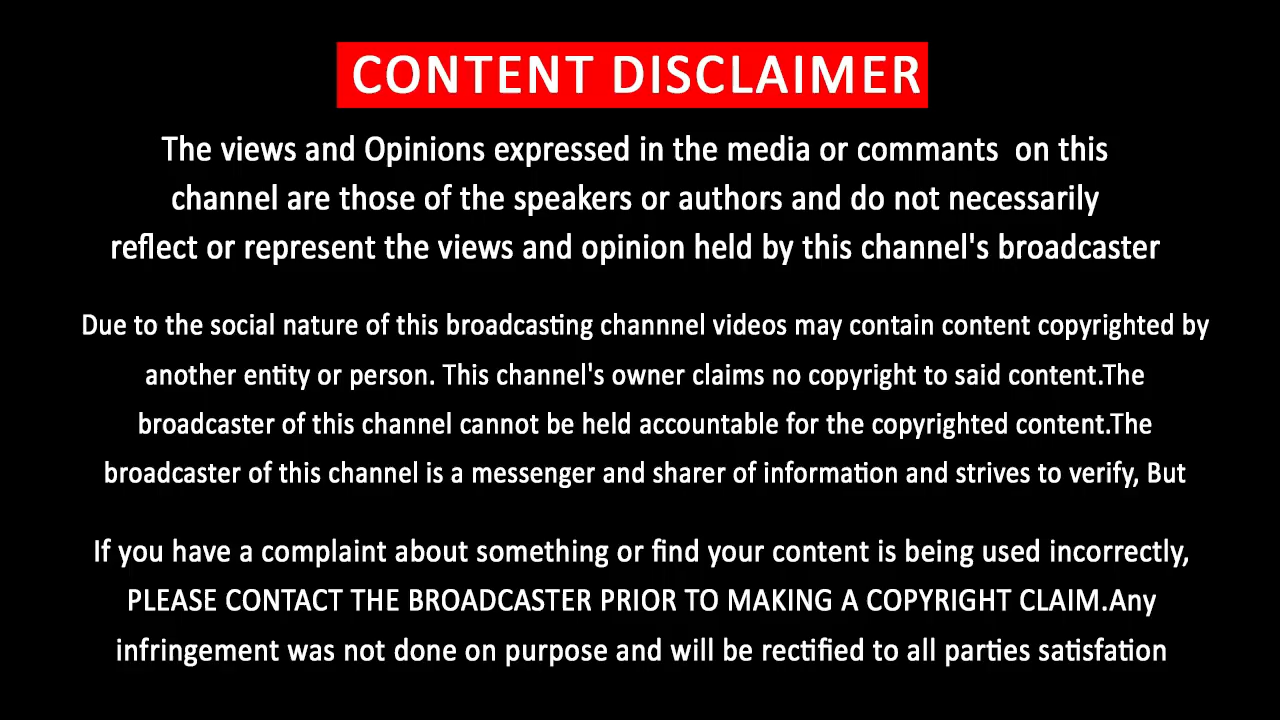 CONTENT DISCLAIMER
The views and Opinions expressed in the media or commants on this
channel are those of the speakers or authors and do not necessarily
reflect or represent the views and opinion held by this channel's broadcaster
Due to the social nature of this broadcasting channnel videos may contain content copyrighted by
another entity or person. This channel's owner claims no copyright to said content.The
broadcaster of this channel cannot be held accountable for the copyrighted content.The
broadcaster of this channel is a messenger and sharer of information and strives to verify, But
If you have a complaint about something or find your content is being used incorrectly,
PLEASE CONTACT THE BROADCASTER PRIOR TO MAKING A COPYRIGHT CLAIM.Any
infringement was not done on purpose and will be rectified to all parties satisfation